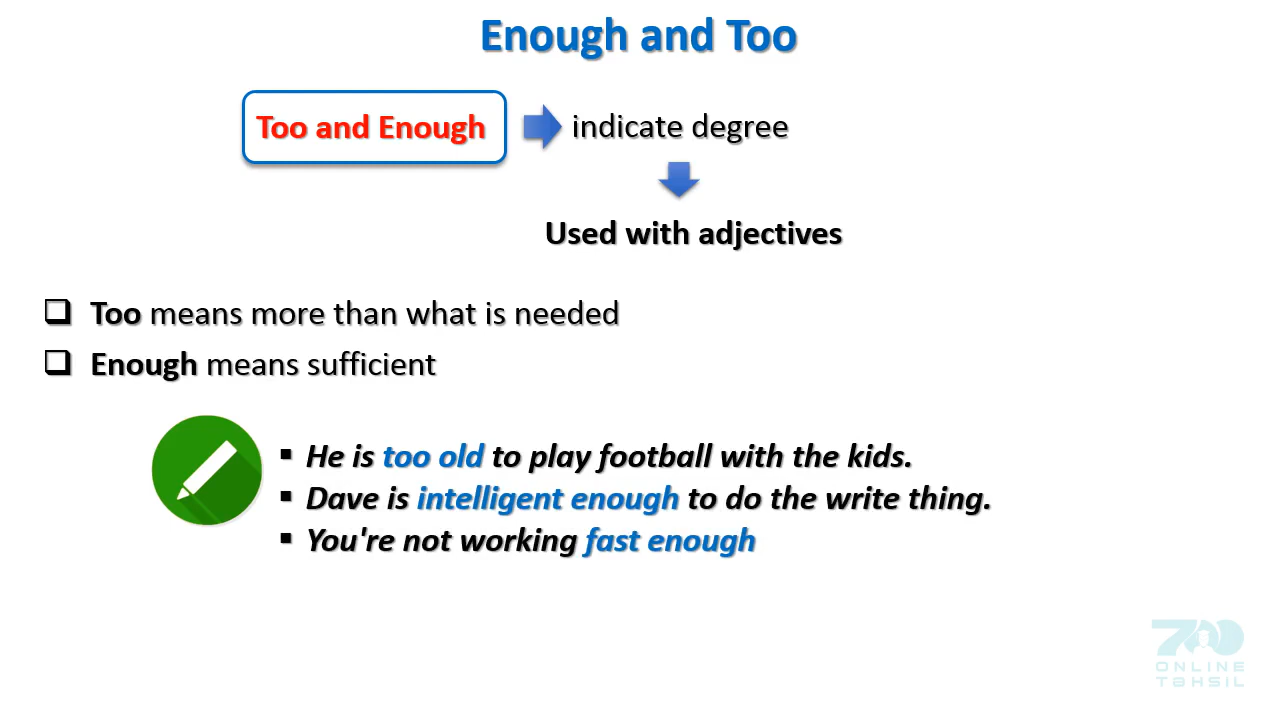 Enough and Too
Too and Enough
indicate degree
Used with adjectives
Too means more than what is needed
Enough means sufficient
He is too old to play football with the kids.
Dave is intelligent enough to do the write thing.
You're not working fast enough
700
ONLINE
TəHSİL